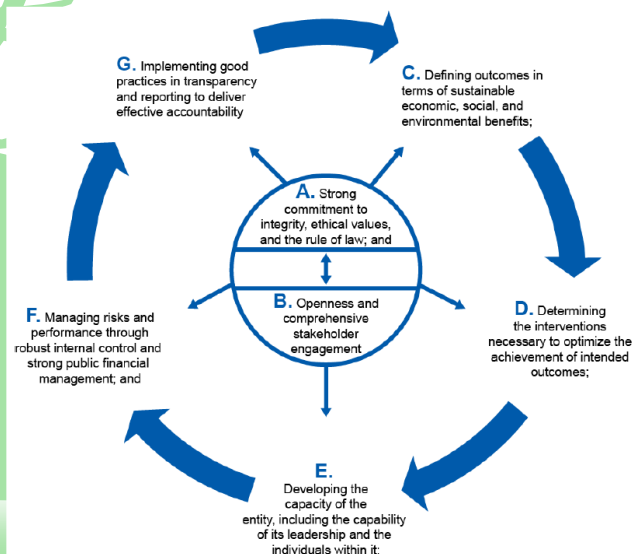 G. Implementing good
practices in transparency
and reporting to deliver
effective accountability
C. Defining outcomes in
terms of sustainable
economic, social, and
environmental benefits;
A. Strong
commitment to
integrity, ethical values,
and the rule of law; and
B. Openness and
comprehensive
stakeholder
engagement
D. Determining
the interventions
necessary to optimize the
achievement of intended
outcomes;
F. Managing risks and
performance through
robust internal control and
strong public financial
management; and
E.
Developing the
capacity of the
entity, including the capability
of its leadership and the
individuals within it;